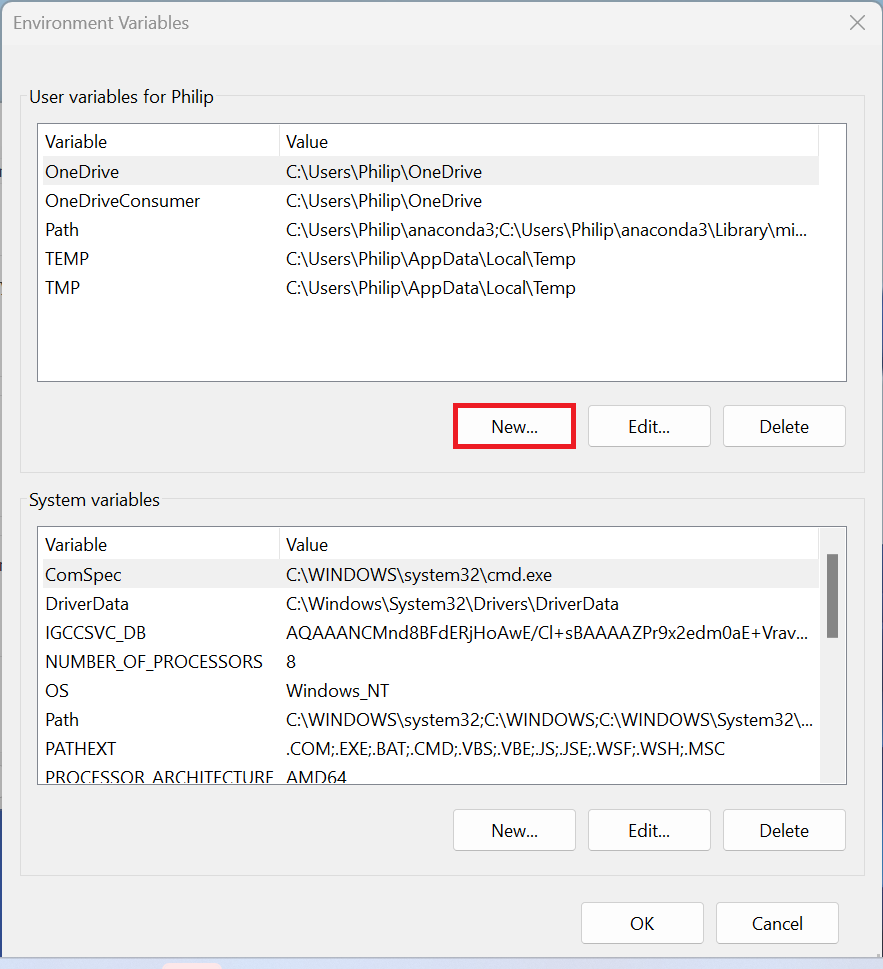 Environment Variables
User variables for Philip
Variable Value
OneDrive C:\Users\Philip\OneDrive
OneDriveConsumer C:\Users\Philip\OneDrive
Path C:\Users\Philip\anaconda3;C:\Users\Philip\anaconda3\Library\mi...
TEMP C:\Users\Philip\AppData\Local\Temp
TMP C:\Users\Philip\AppData\Local\Temp
New... Edit... Delete
System variables
Variable Value
ComSpec C:\WINDOWS\system32\cmd.exe
DriverData C:\Windows\System32\Drivers\DriverData
IGCCSVC_DB AQAAANCMnd8BFdERjHoAwE/Cl+sBAAAAZPr9x2edm0aE+Vrav...
NUMBER_OF_PROCESSORS 8
OS Windows_NT
Path C:\WINDOWS\system32;C:\WINDOWS;C:\WINDOWS\System32\...
PATHEXT .COM;.EXE;.BAT;.CMD;.VBS;.VBE;.JS;.JSE;.WSF;.WSH;.MSC
PROCESSOR_ARCHITECTURE AMD64
New... Edit... Delete
OK Cancel